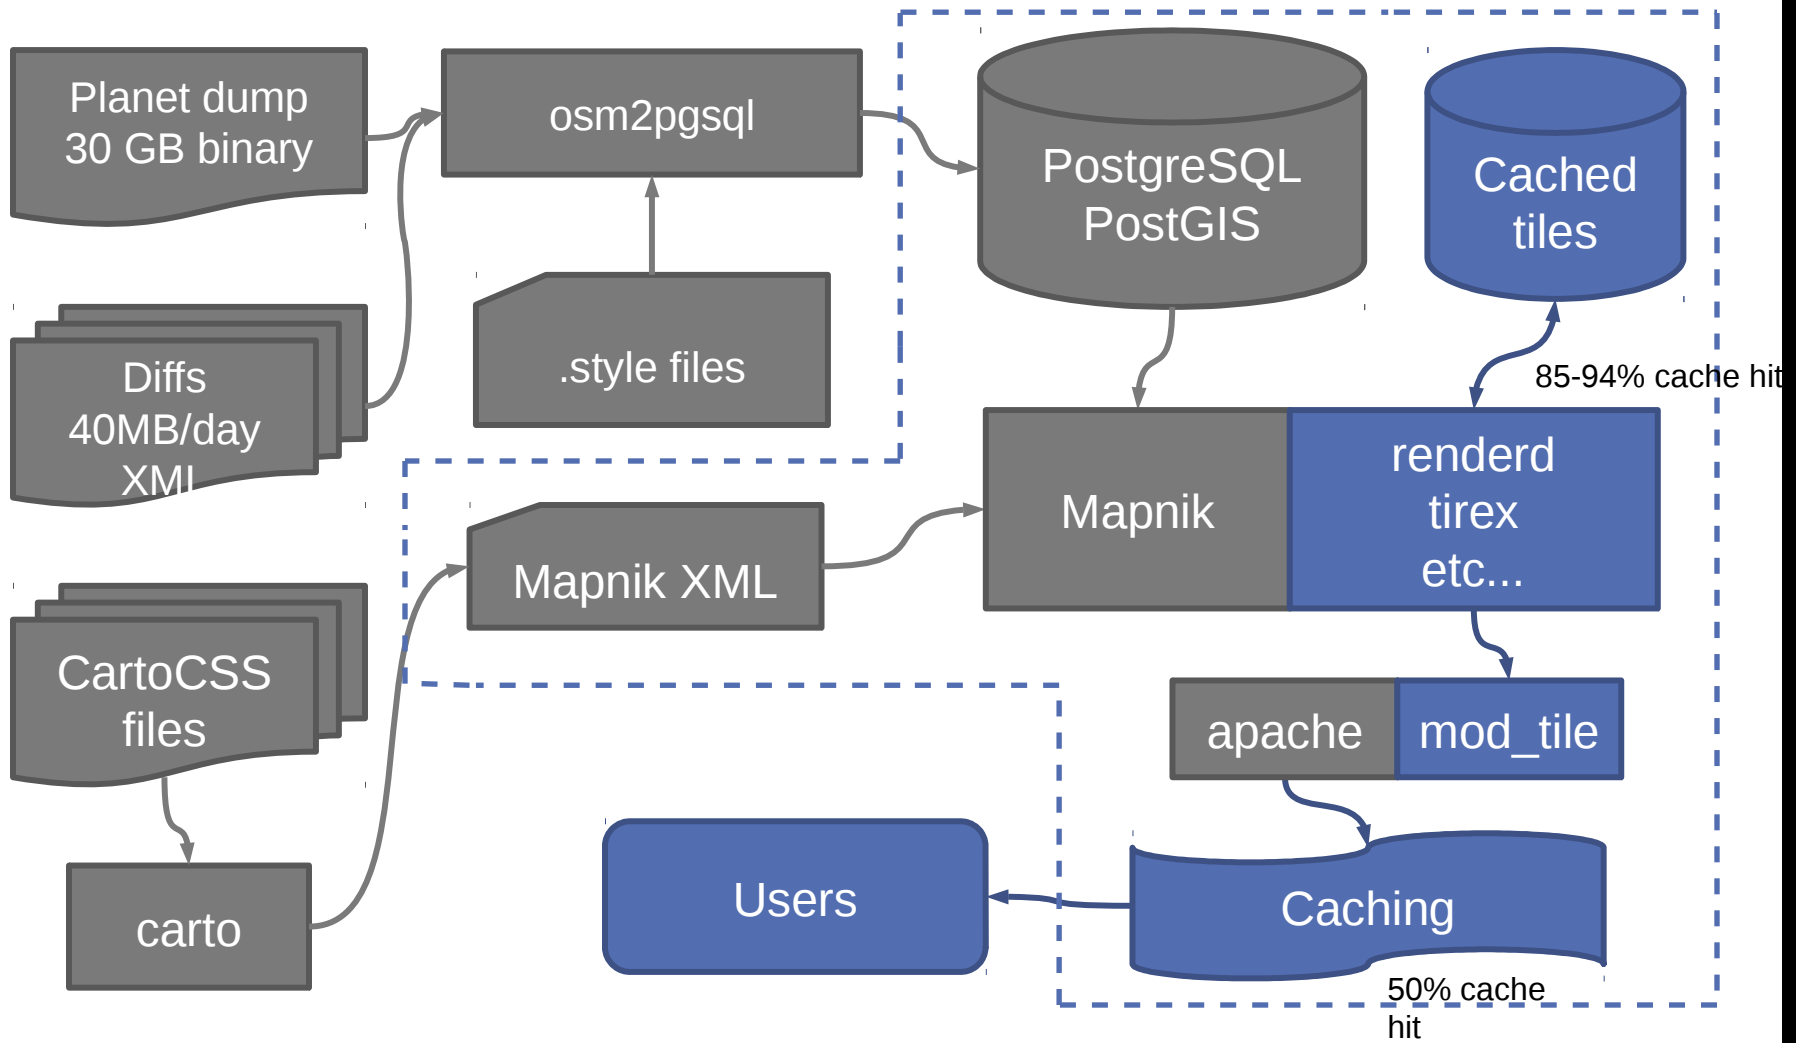 Planet dump
30 GB binary
osm2pgsql
PostgreSQL
PostGIS
Cached
tiles
.style files
Diffs
40MB/day
XML
85-94% cache hit
Mapnik
renderd
tirex
etc...
Mapnik XML
CartoCSS
files
apache
mod_tile
carto
Users
Caching
50% cache
hit